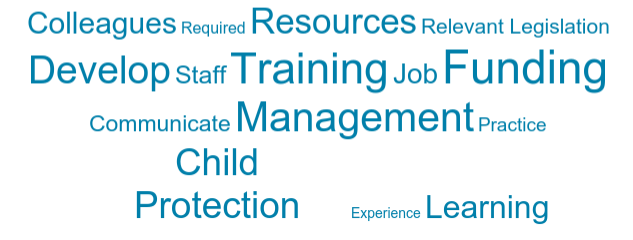 Colleagues Required Resources Relevant Legislation
Develop Staff Training Job Funding
Communicate Management Practice
Child
Protection Experience Learning